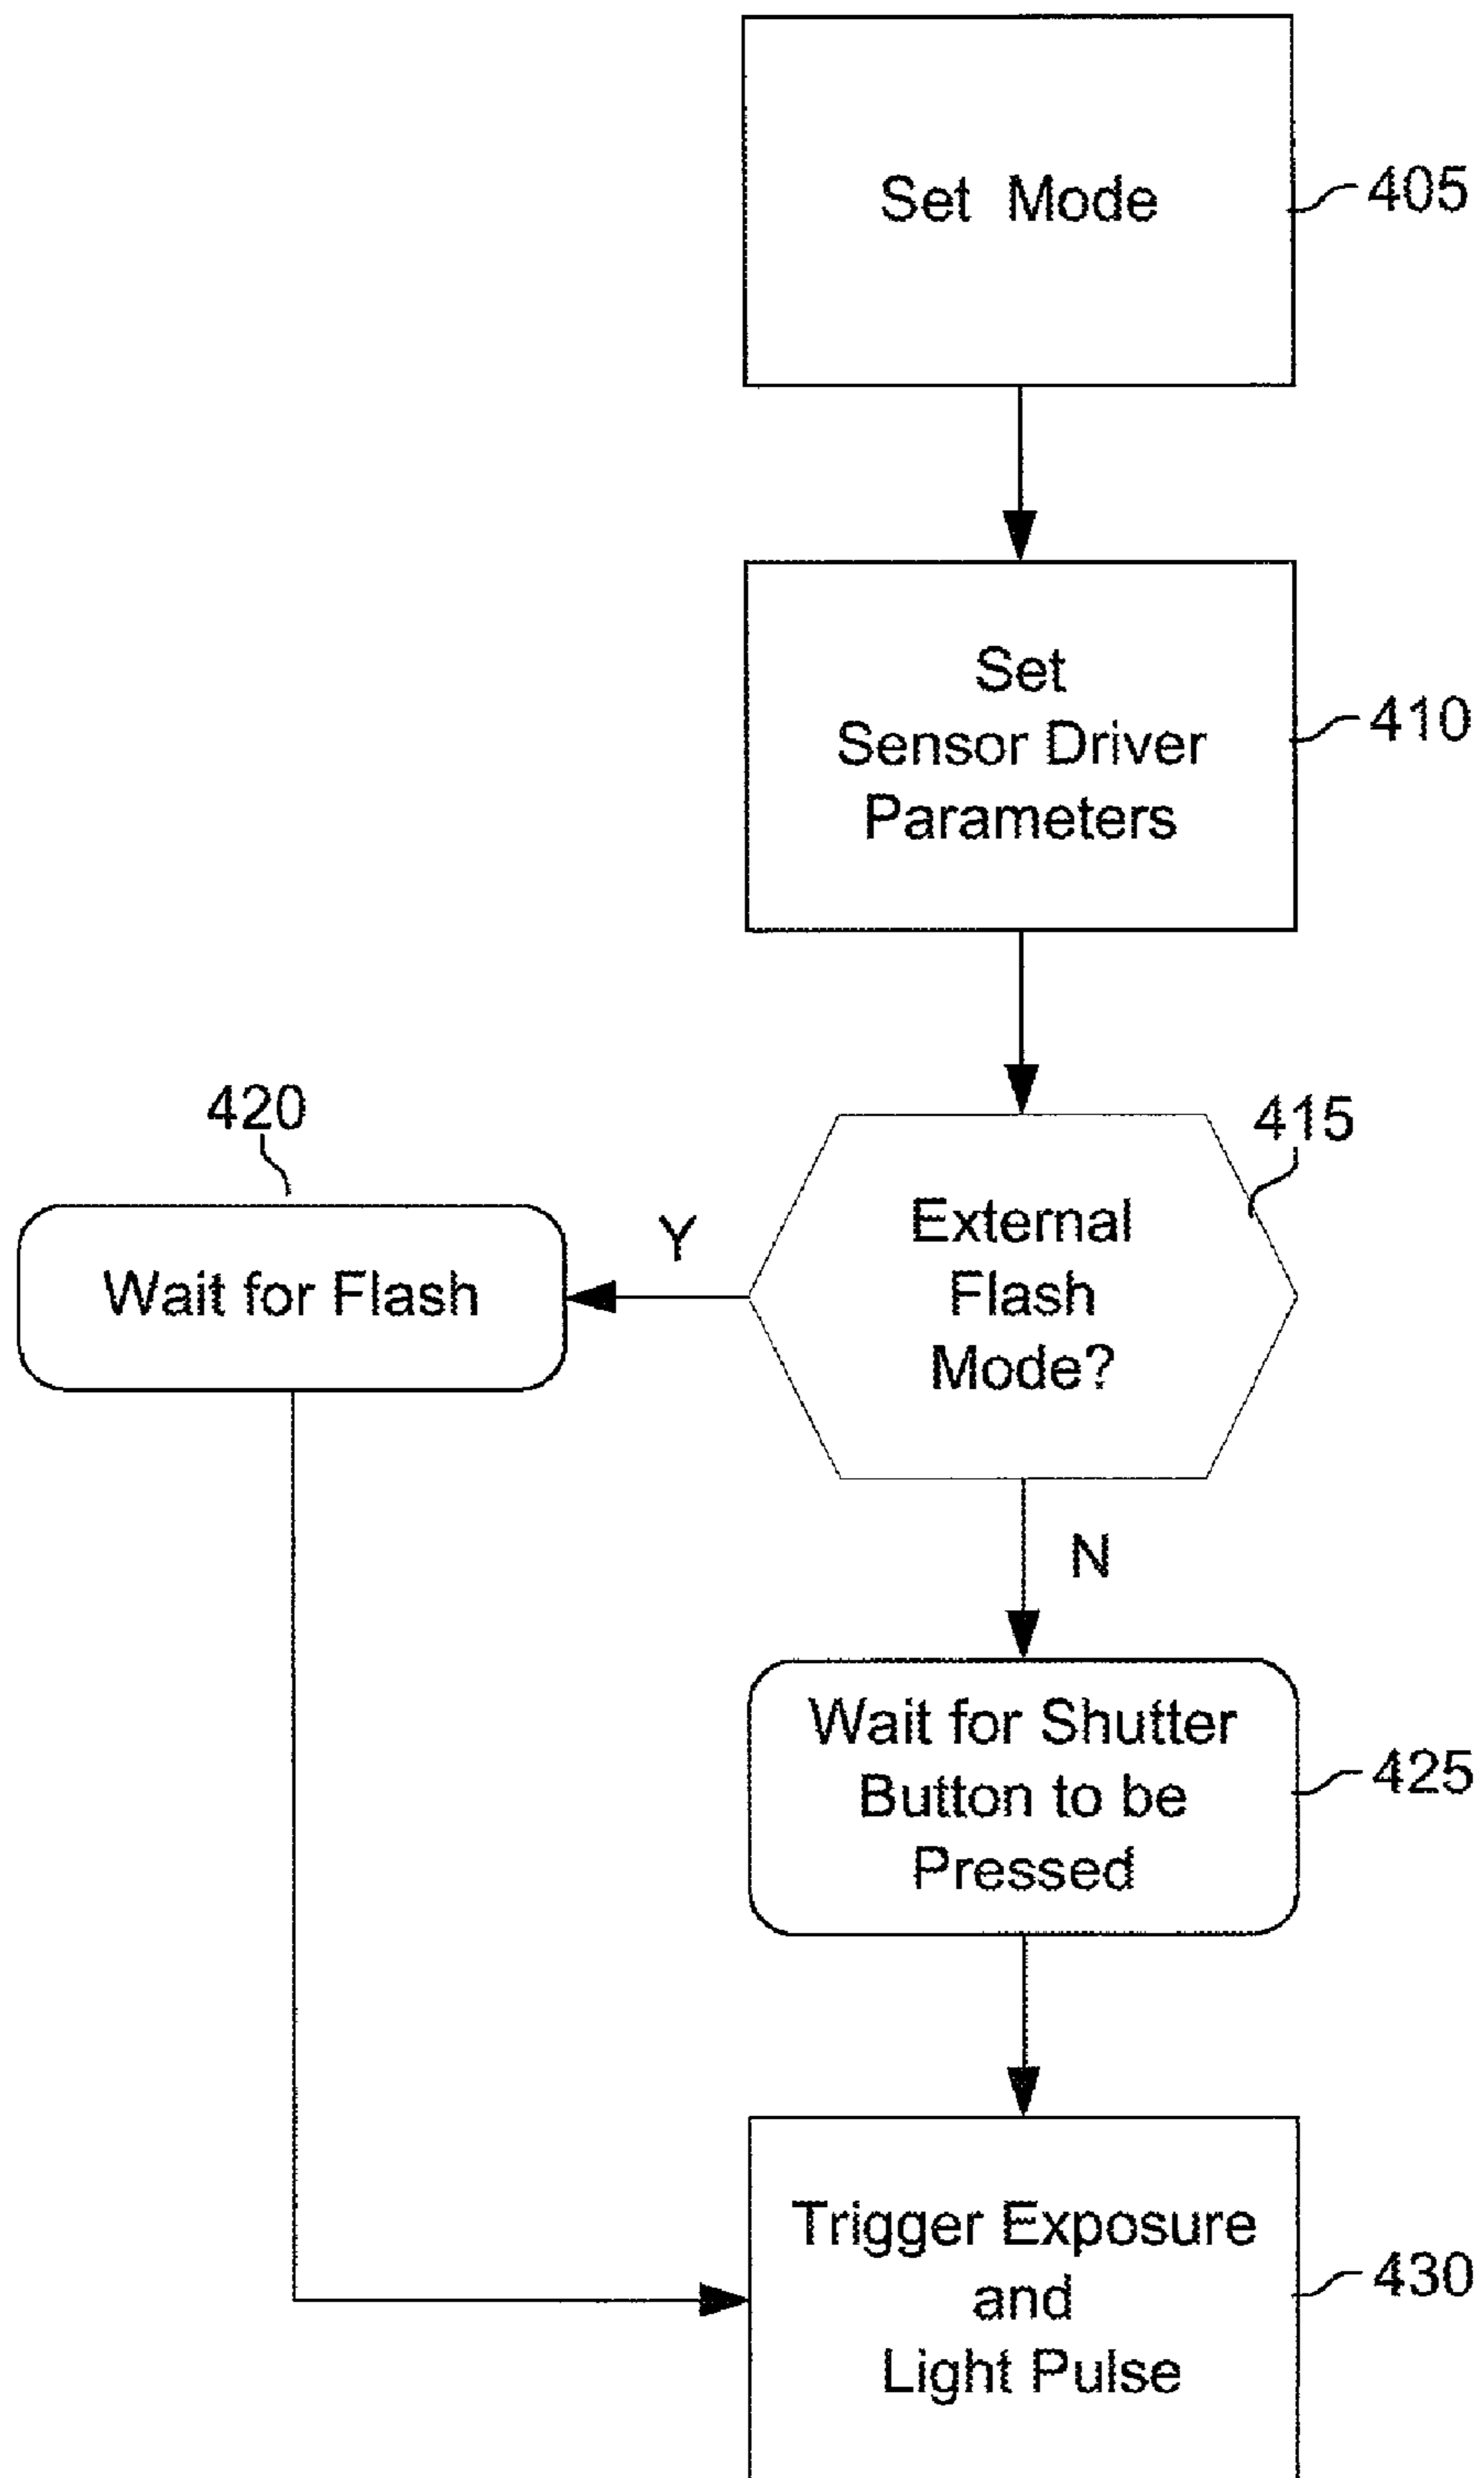 Set Mode
405
Set
Sensor Driver
Parameters
410
420
415
Wait for Flash
Y
External
Flash
Mode?
N
Wait for Shutter
Button to be
Pressed
425
Trigger Exposure
and
Light Pulse
430